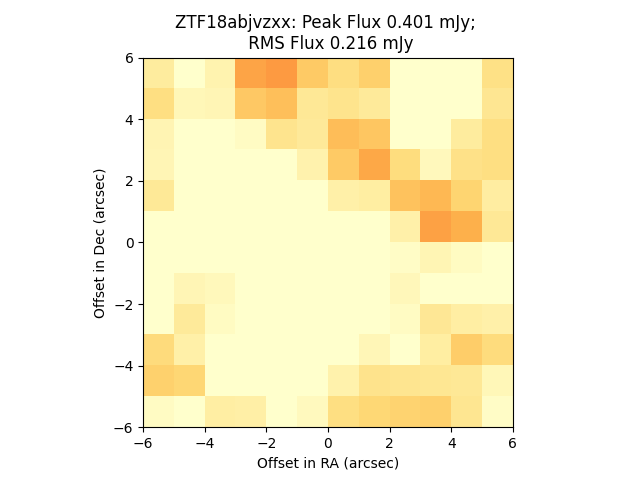 ZTF18abjvzxx: Peak Flux 0.401 mJy;
RMS Flux 0.216 mJy
6
4
2
0
−2
−4
−6
Offset in Dec (arcsec)
−6 −4 −2 0 2 4 6
Offset in RA (arcsec)